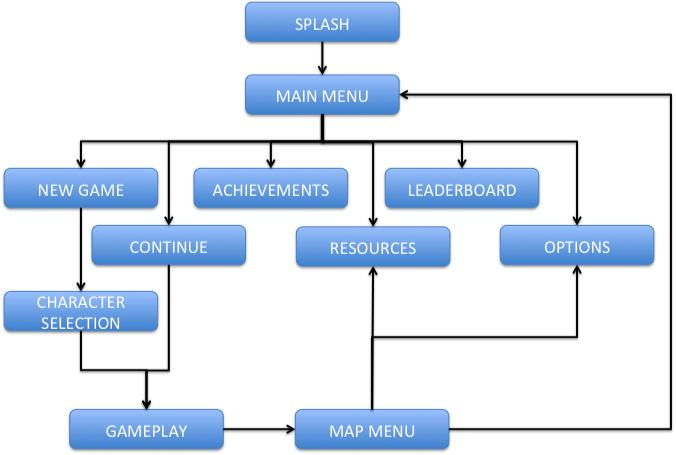 SPLASH
MAIN MENU
NEW GAME
ACHIEVEMENTS
LEADERBOARD
CONTINUE
RESOURCES
OPTIONS
CHARACTER
SELECTION
GAMEPLAY
MAP MENU